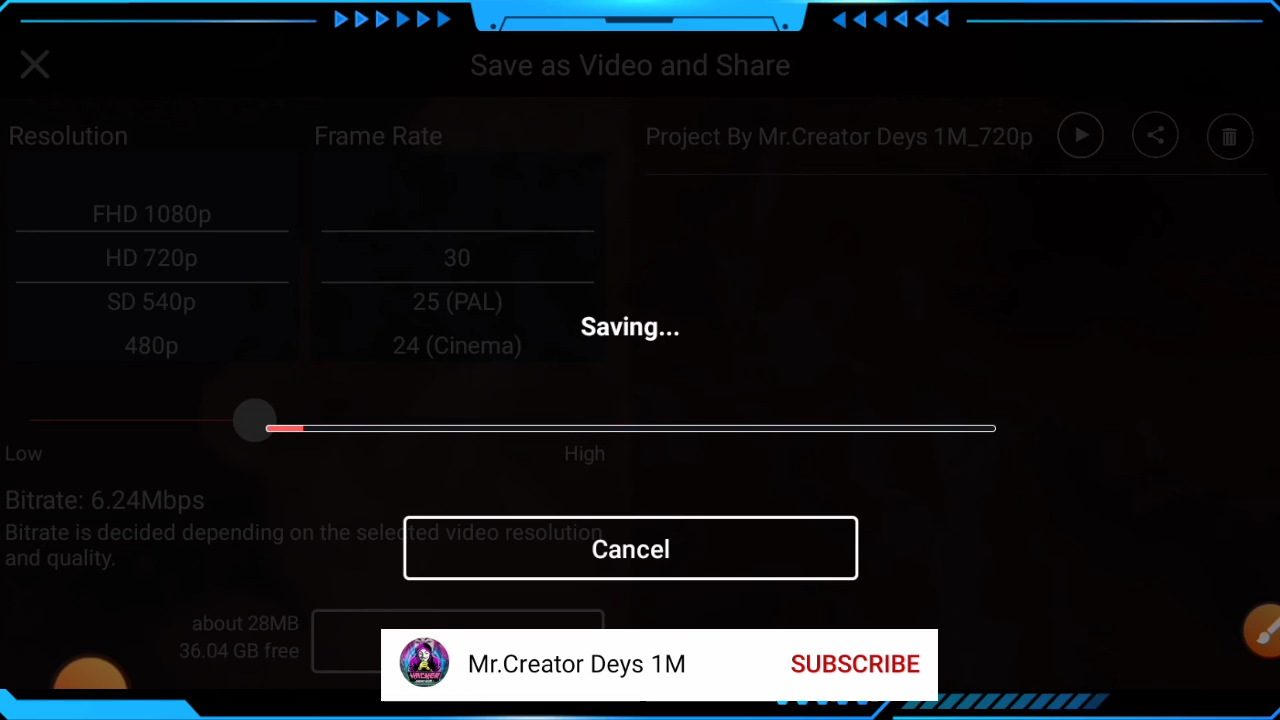 Save as Video and Share
Resolution
Frame Rate
Project By Mr.Creator Deys 1M_720p
FHD 1080p
HD 720p
30
SD 540p
25 (PAL)
480p
24 (Cinema)
Saving...
Low
High
Bitrate: 6.24Mbps
Bitrate is decided depending on the selected video resolution
and quality.
Cancel
about 28MB
36.04 GB free
Mr.Creator Deys 1M
SUBSCRIBE